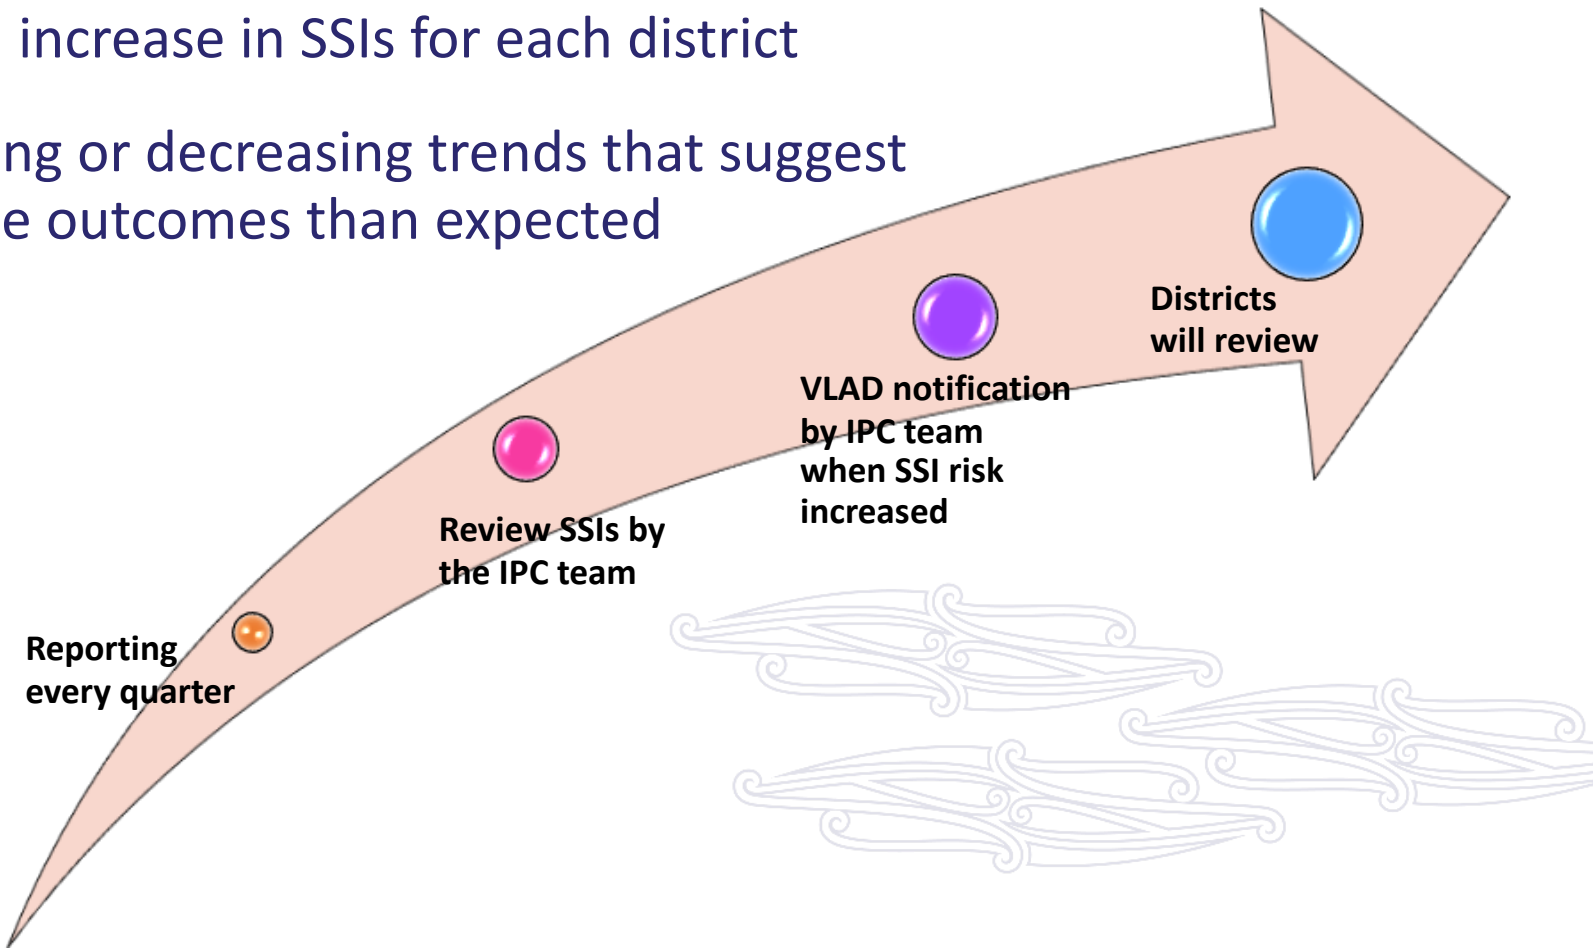 increase in SSIs for each district
ng or decreasing trends that suggest
e outcomes than expected
Reporting
every quarter
Review SSIs by
the IPC team
VLAD notification
by IPC team
when SSI risk
increased
Districts
will review